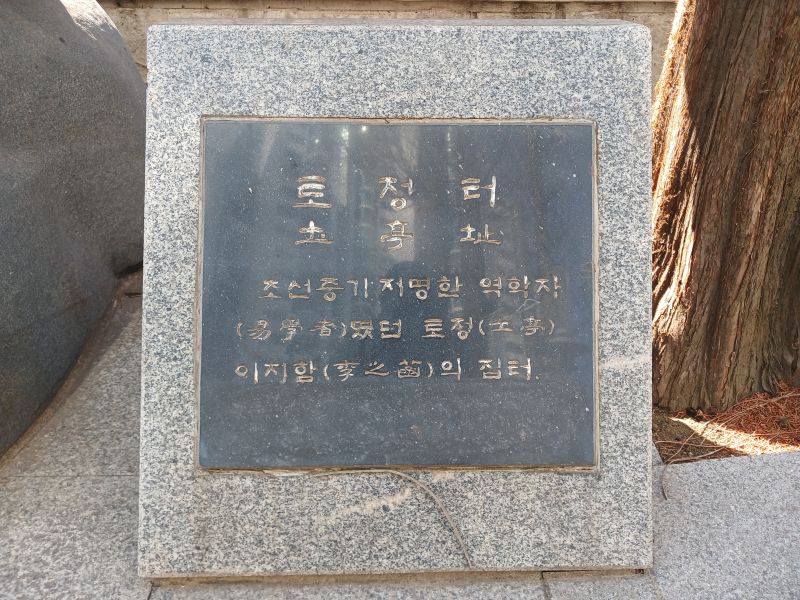 토정터
土亭址
조선중기 저명한 역학자
(易學者)였던 토정(土亭)
이지함(李之菡)의 집터.